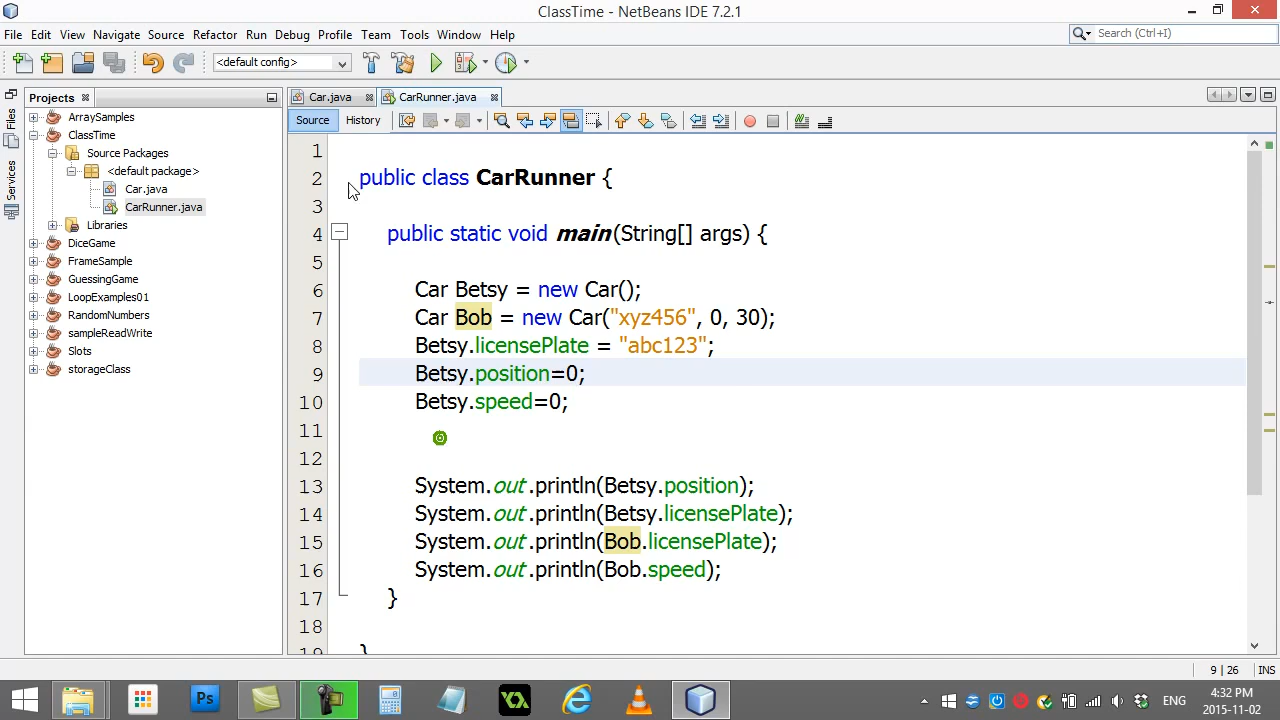 ClassTime - NetBeans IDE 7.2.1
File Edit View Navigate Source Refactor Run Debug Profile Team Tools Window Help
Search (Ctrl+I)
<default config>
Projects
Car.java
CarRunner.java
Files
Services
ArraySamples
ClassTime
Source Packages
<default package>
Car.java
CarRunner.java
Libraries
DiceGame
FrameSample
GuessingGame
LoopExamples01
RandomNumbers
sampleReadWrite
Slots
storageClass
Source History
1
2 public class CarRunner {
3
4 public static void main(String[] args) {
5
6 Car Betsy = new Car();
7 Car Bob = new Car("xyz456", 0, 30);
8 Betsy.licensePlate = "abc123";
9 Betsy.position=0;
10 Betsy.speed=0;
11
12
13 System.out.println(Betsy.position);
14 System.out.println(Betsy.licensePlate);
15 System.out.println(Bob.licensePlate);
16 System.out.println(Bob.speed);
17 }
18
19 }
9 | 26 INS
Ps
ENG
4:32 PM
2015-11-02